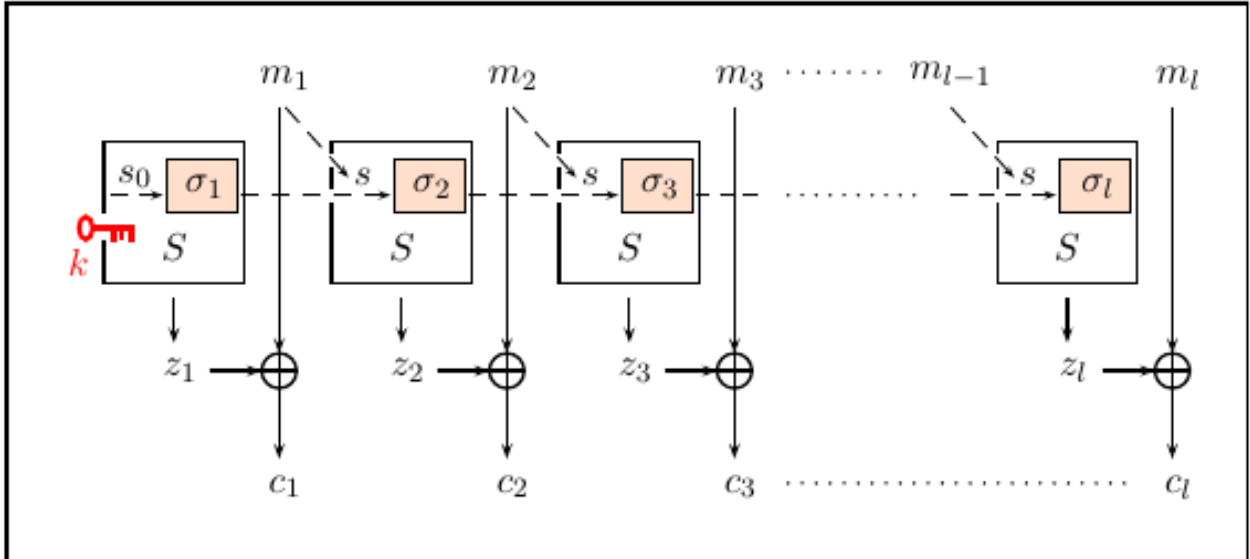 m₁ m₂ m₃ ········ mₗ₋₁ mₗ
s₀ σ₁ s σ₂ s σ₃ ············ s σₗ
k S S S S
z₁ z₂ z₃ zₗ
c₁ c₂ c₃ ···························· cₗ